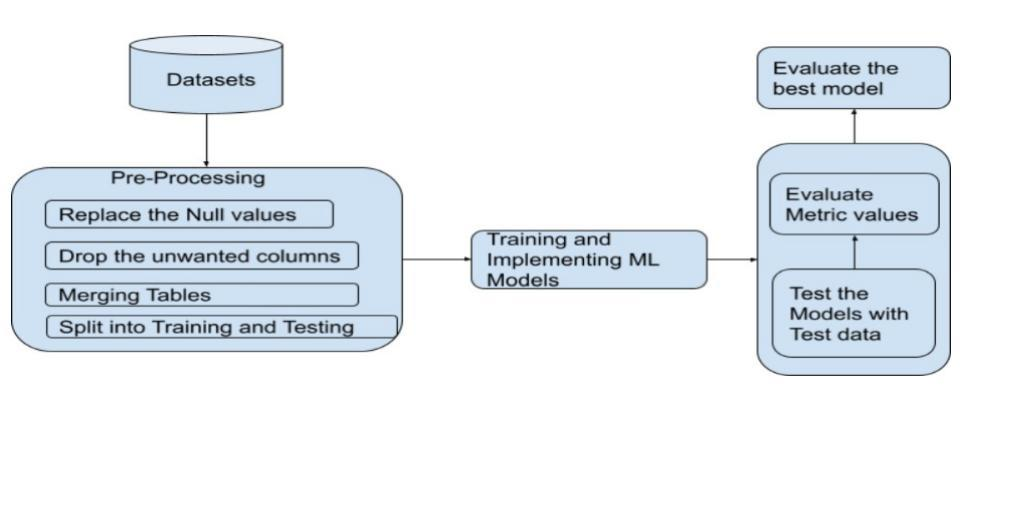 Datasets
Pre-Processing
Replace the Null values
Drop the unwanted columns
Merging Tables
Split into Training and Testing
Training and
Implementing ML
Models
Evaluate the
best model
Evaluate
Metric values
Test the
Models with
Test data